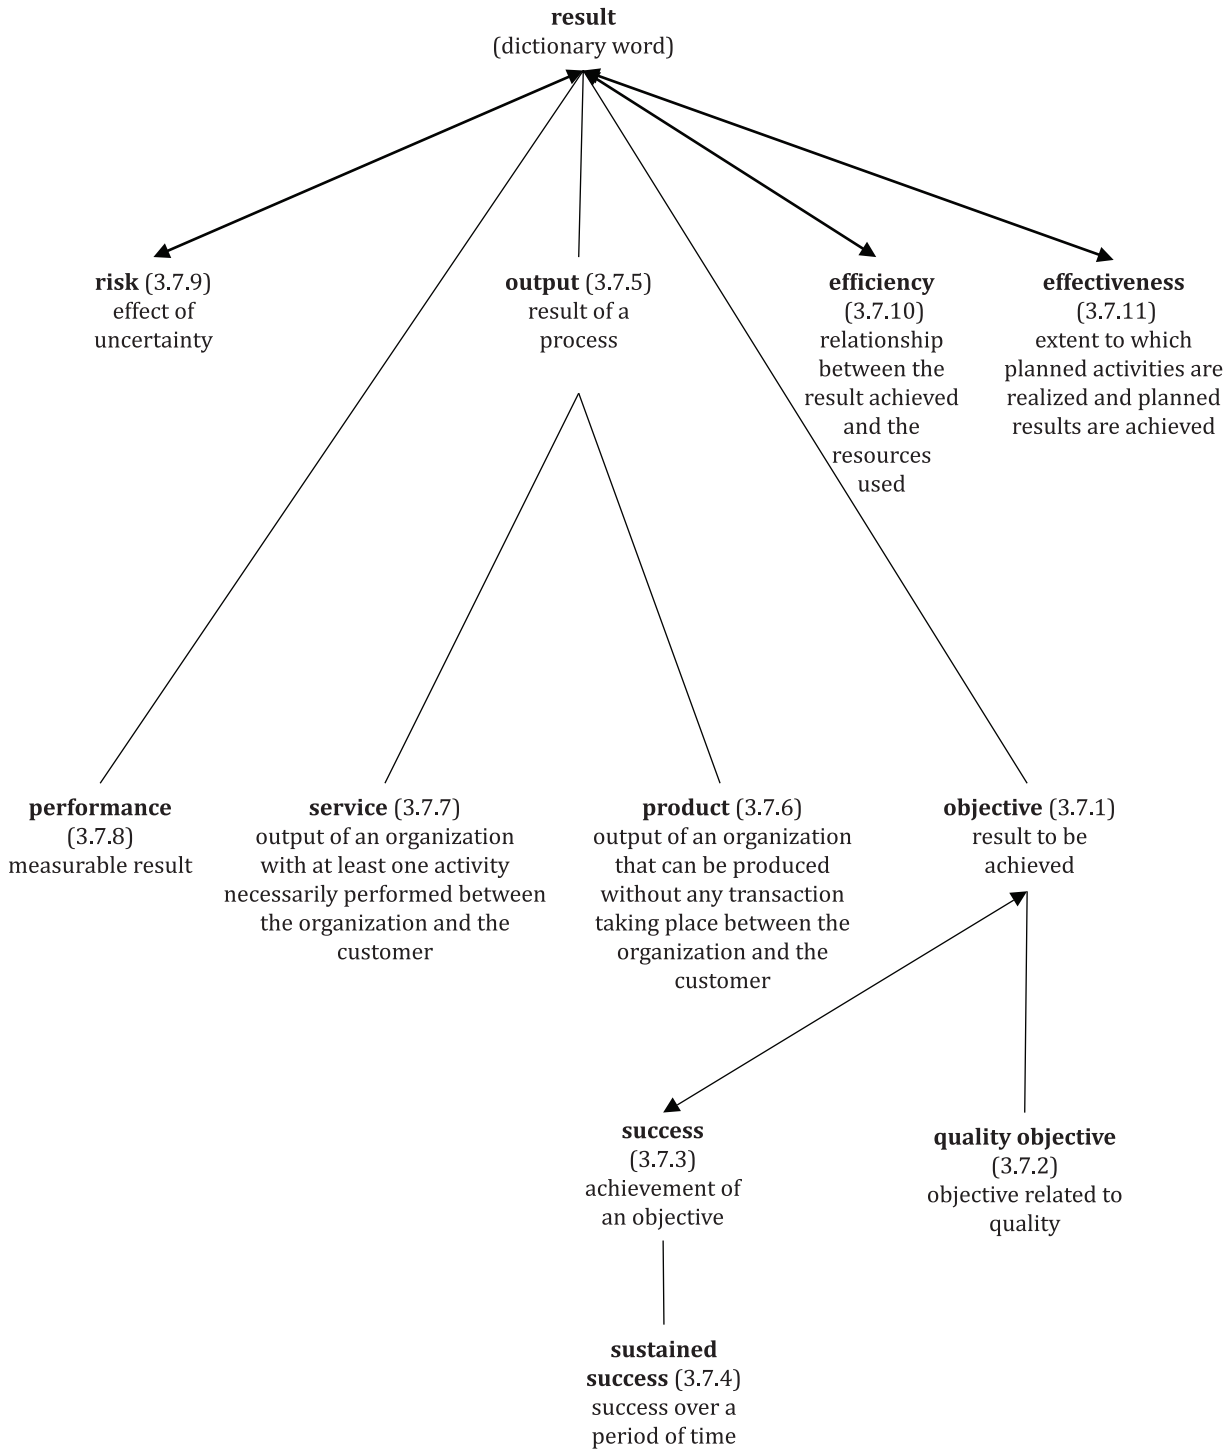 result
(dictionary word)
risk (3.7.9)
effect of
uncertainty
output (3.7.5)
result of a
process
efficiency
(3.7.10)
relationship
between the
result achieved
and the
resources
used
effectiveness
(3.7.11)
extent to which
planned activities are
realized and planned
results are achieved
performance
(3.7.8)
measurable result
service (3.7.7)
output of an organization
with at least one activity
necessarily performed between
the organization and the
customer
product (3.7.6)
output of an organization
that can be produced
without any transaction
taking place between the
organization and the
customer
objective (3.7.1)
result to be
achieved
success
(3.7.3)
achievement of
an objective
quality objective
(3.7.2)
objective related to
quality
sustained
success (3.7.4)
success over a
period of time